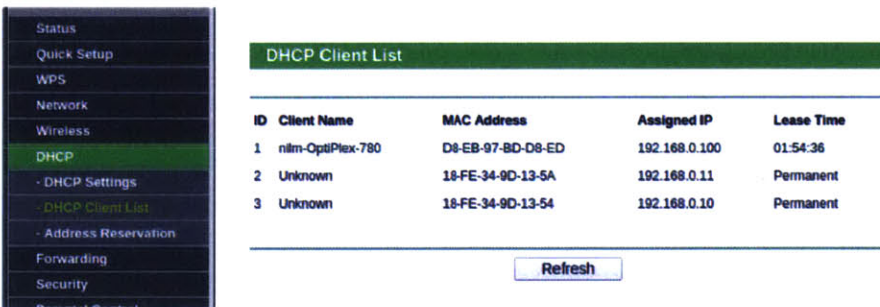 Status
Quick Setup
WPS
Network
Wireless
DHCP
- DHCP Settings
- DHCP Client List
- Address Reservation
Forwarding
Security
Parental Control
DHCP Client List
ID Client Name MAC Address Assigned IP Lease Time
1 nilm-OptiPlex-780 D8-EB-97-BD-D8-ED 192.168.0.100 01:54:36
2 Unknown 18-FE-34-9D-13-5A 192.168.0.11 Permanent
3 Unknown 18-FE-34-9D-13-54 192.168.0.10 Permanent
Refresh